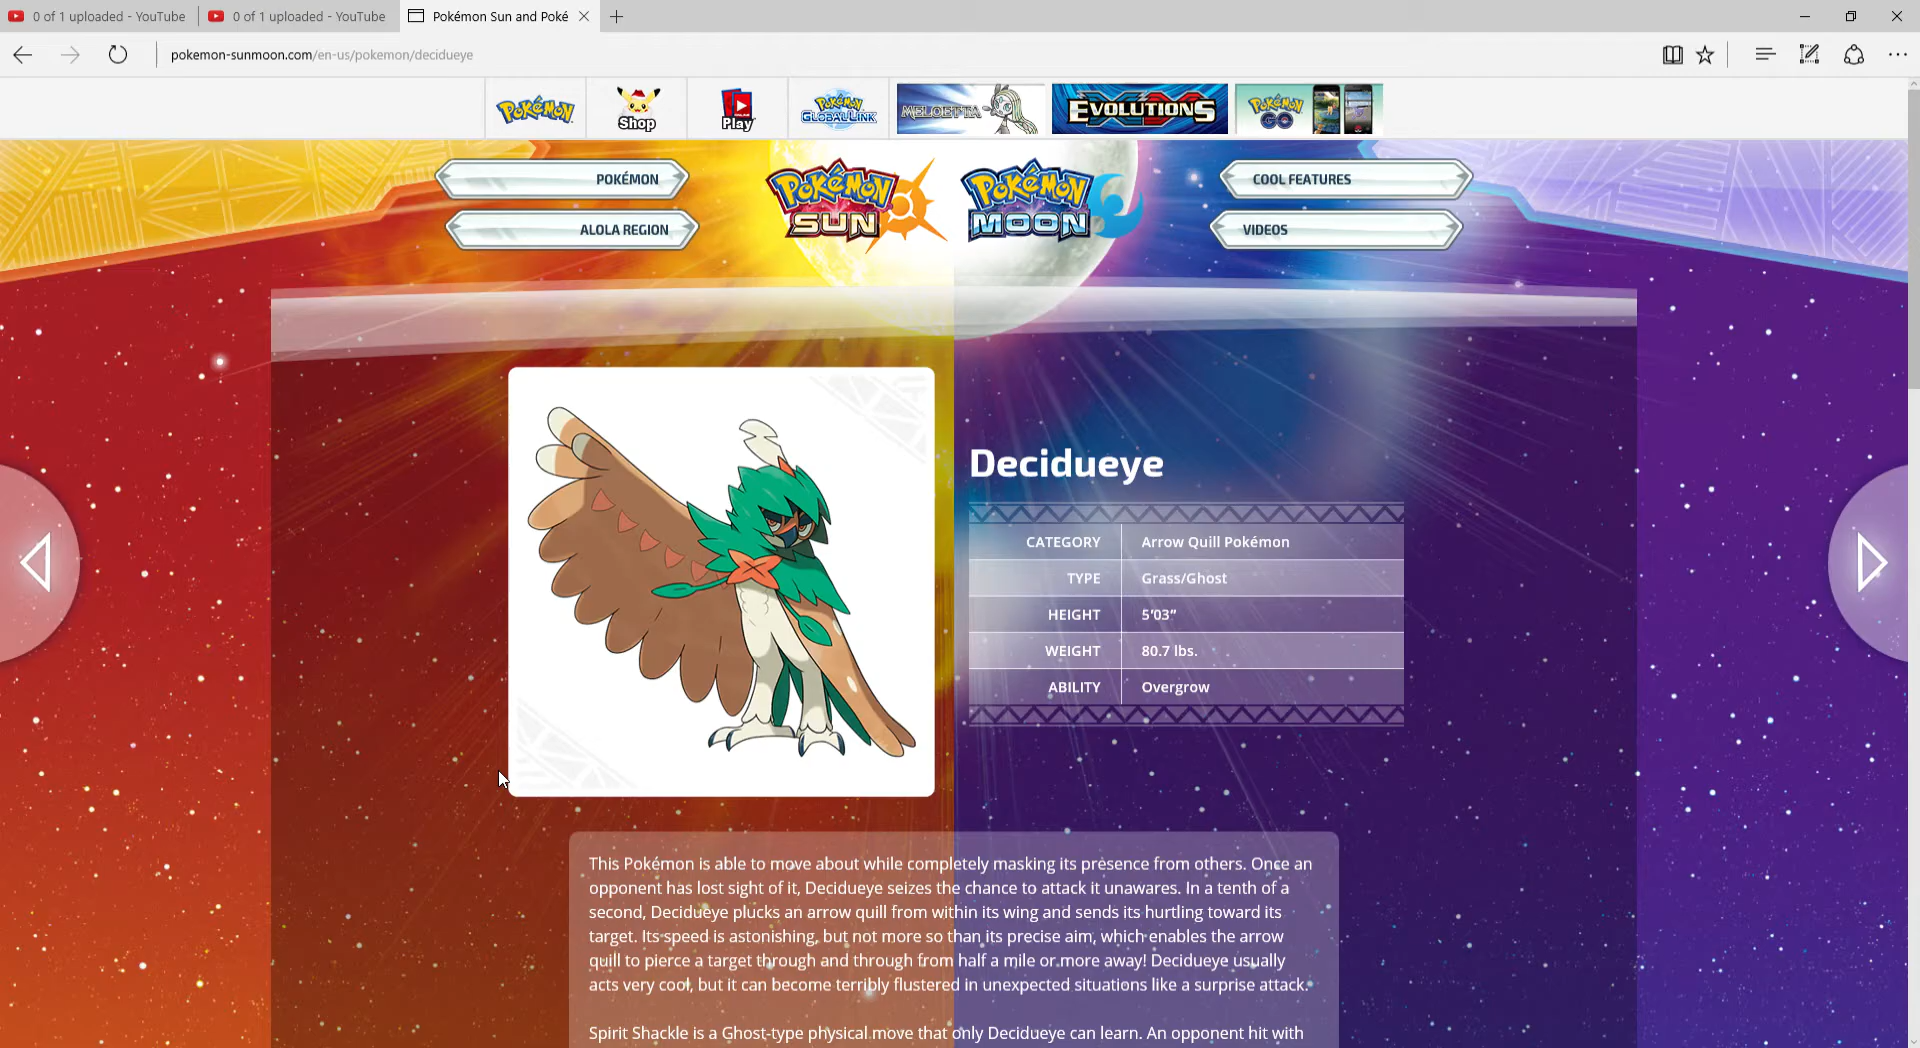 0 of 1 uploaded - YouTube
0 of 1 uploaded - YouTube
Pokémon Sun and Poké
pokemon-sunmoon.com/en-us/pokemon/decidueye
Pokémon
Shop
Play
Pokémon
GLOBAL LINK
MELOETTA
EVOLUTIONS
Pokémon
GO
POKÉMON
ALOLA REGION
Pokémon
SUN
Pokémon
MOON
COOL FEATURES
VIDEOS
Decidueye
CATEGORY Arrow Quill Pokémon
TYPE Grass/Ghost
HEIGHT 5'03"
WEIGHT 80.7 lbs.
ABILITY Overgrow
This Pokémon is able to move about while completely masking its presence from others. Once an
opponent has lost sight of it, Decidueye seizes the chance to attack it unawares. In a tenth of a
second, Decidueye plucks an arrow quill from within its wing and sends its hurtling toward its
target. Its speed is astonishing, but not more so than its precise aim, which enables the arrow
quill to pierce a target through and through from half a mile or more away! Decidueye usually
acts very cool, but it can become terribly flustered in unexpected situations like a surprise attack.
Spirit Shackle is a Ghost-type physical move that only Decidueye can learn. An opponent hit with